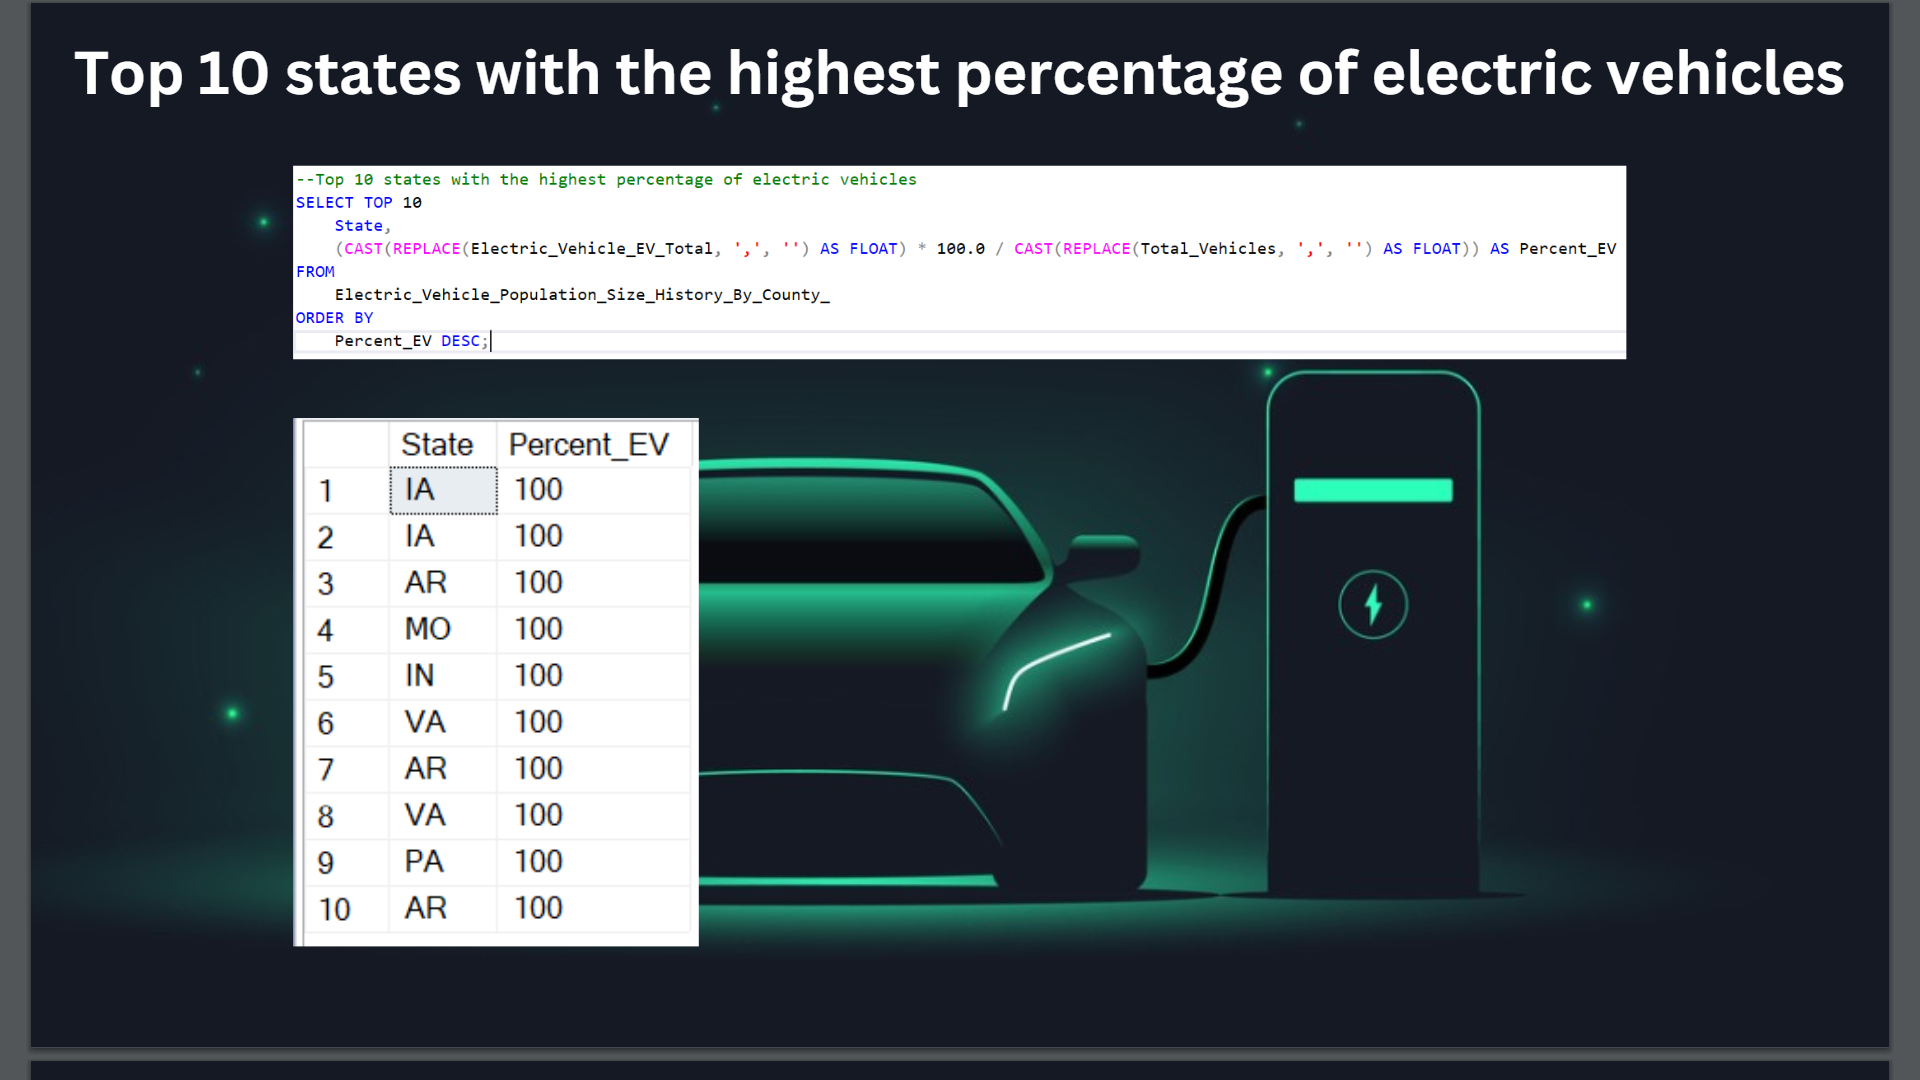 Top 10 states with the highest percentage of electric vehicles
--Top 10 states with the highest percentage of electric vehicles
SELECT TOP 10
State,
(CAST(REPLACE(Electric_Vehicle_EV_Total, ',', '') AS FLOAT) * 100.0 / CAST(REPLACE(Total_Vehicles, ',', '') AS FLOAT)) AS Percent_EV
FROM
Electric_Vehicle_Population_Size_History_By_County_
ORDER BY
Percent_EV DESC;
State Percent_EV
1 IA 100
2 IA 100
3 AR 100
4 MO 100
5 IN 100
6 VA 100
7 AR 100
8 VA 100
9 PA 100
10 AR 100